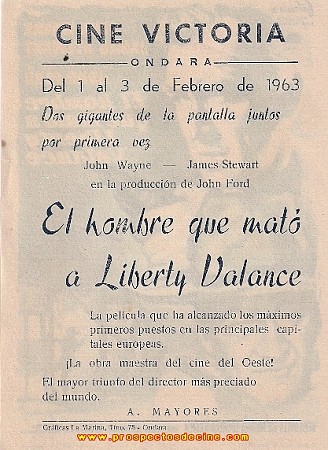 CINE VICTORIA
ONDARA
Del 1 al 3 de Febrero de 1963
Dos gigantes de la pantalla juntos
por primera vez
John Wayne — James Stewart
en la producción de John Ford
El hombre que mató
a Liberty Valance
La película que ha alcanzado los máximos
primeros puestos en las principales capi-
tales europeas.
¡La obra maestra del cine del Oeste!
El mayor triunfo del director más preciado
del mundo.
A. MAYORES
Gráficas La Marina, Tfno. 75 - Ondara
www.prospectosdecine.com